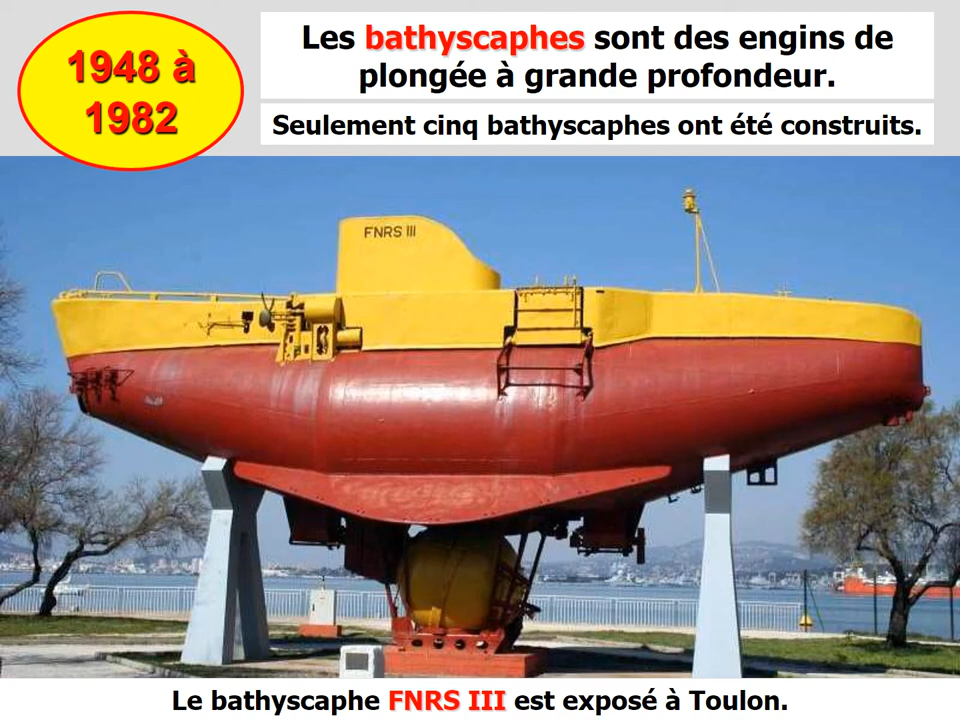 1948 à
1982
Les bathyscaphes sont des engins de
plongée à grande profondeur.
Seulement cinq bathyscaphes ont été construits.
FNRS III
Le bathyscaphe FNRS III est exposé à Toulon.